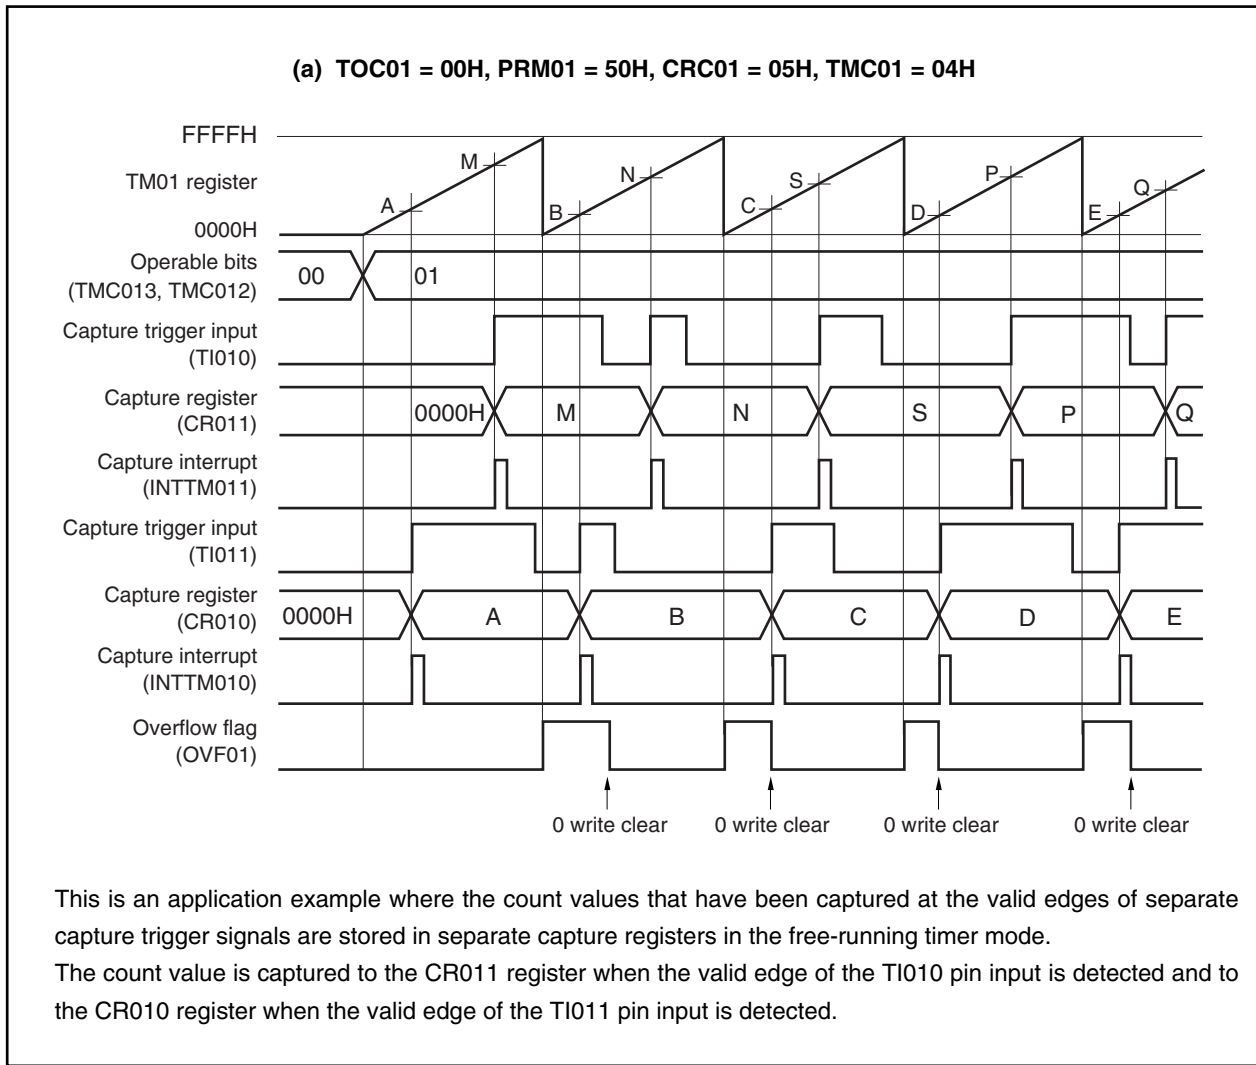 (a) TOC01 = 00H, PRM01 = 50H, CRC01 = 05H, TMC01 = 04H
FFFFH
M
N
S
P
Q
TM01 register
A
B
C
D
E
0000H
Operable bits
(TMC013, TMC012)
00
01
Capture trigger input
(TI010)
Capture register
(CR011)
0000H
M
N
S
P
Q
Capture interrupt
(INTTM011)
Capture trigger input
(TI011)
Capture register
(CR010)
0000H
A
B
C
D
E
Capture interrupt
(INTTM010)
Overflow flag
(OVF01)
0 write clear
0 write clear
0 write clear
0 write clear
This is an application example where the count values that have been captured at the valid edges of separate
capture trigger signals are stored in separate capture registers in the free-running timer mode.
The count value is captured to the CR011 register when the valid edge of the TI010 pin input is detected and to
the CR010 register when the valid edge of the TI011 pin input is detected.